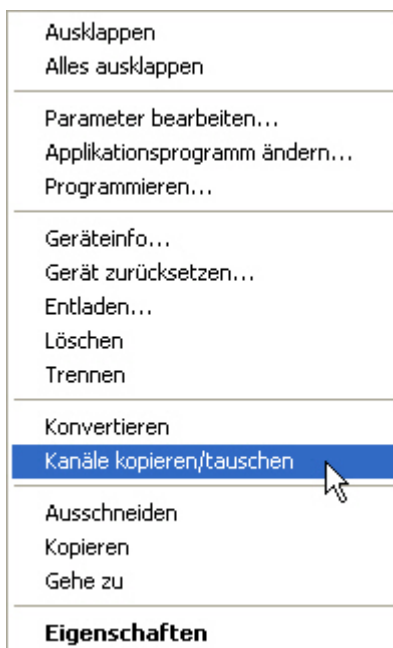 Ausklappen
Alles ausklappen
Parameter bearbeiten...
Applikationsprogramm ändern...
Programmieren...
Geräteinfo...
Gerät zurücksetzen...
Entladen...
Löschen
Trennen
Konvertieren
Kanäle kopieren/tauschen
Ausschneiden
Kopieren
Gehe zu
Eigenschaften